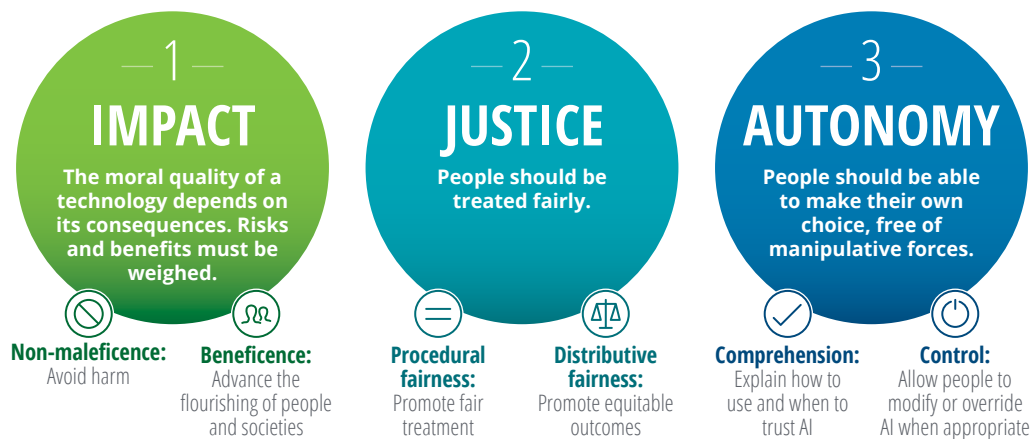 1
IMPACT
The moral quality of a
technology depends on
its consequences. Risks
and benefits must be
weighed.
Non-maleficence:
Avoid harm
Beneficence:
Advance the
flourishing of people
and societies
2
JUSTICE
People should be
treated fairly.
Procedural
fairness:
Promote fair
treatment
Distributive
fairness:
Promote equitable
outcomes
3
AUTONOMY
People should be able
to make their own
choice, free of
manipulative forces.
Comprehension:
Explain how to
use and when to
trust AI
Control:
Allow people to
modify or override
AI when appropriate